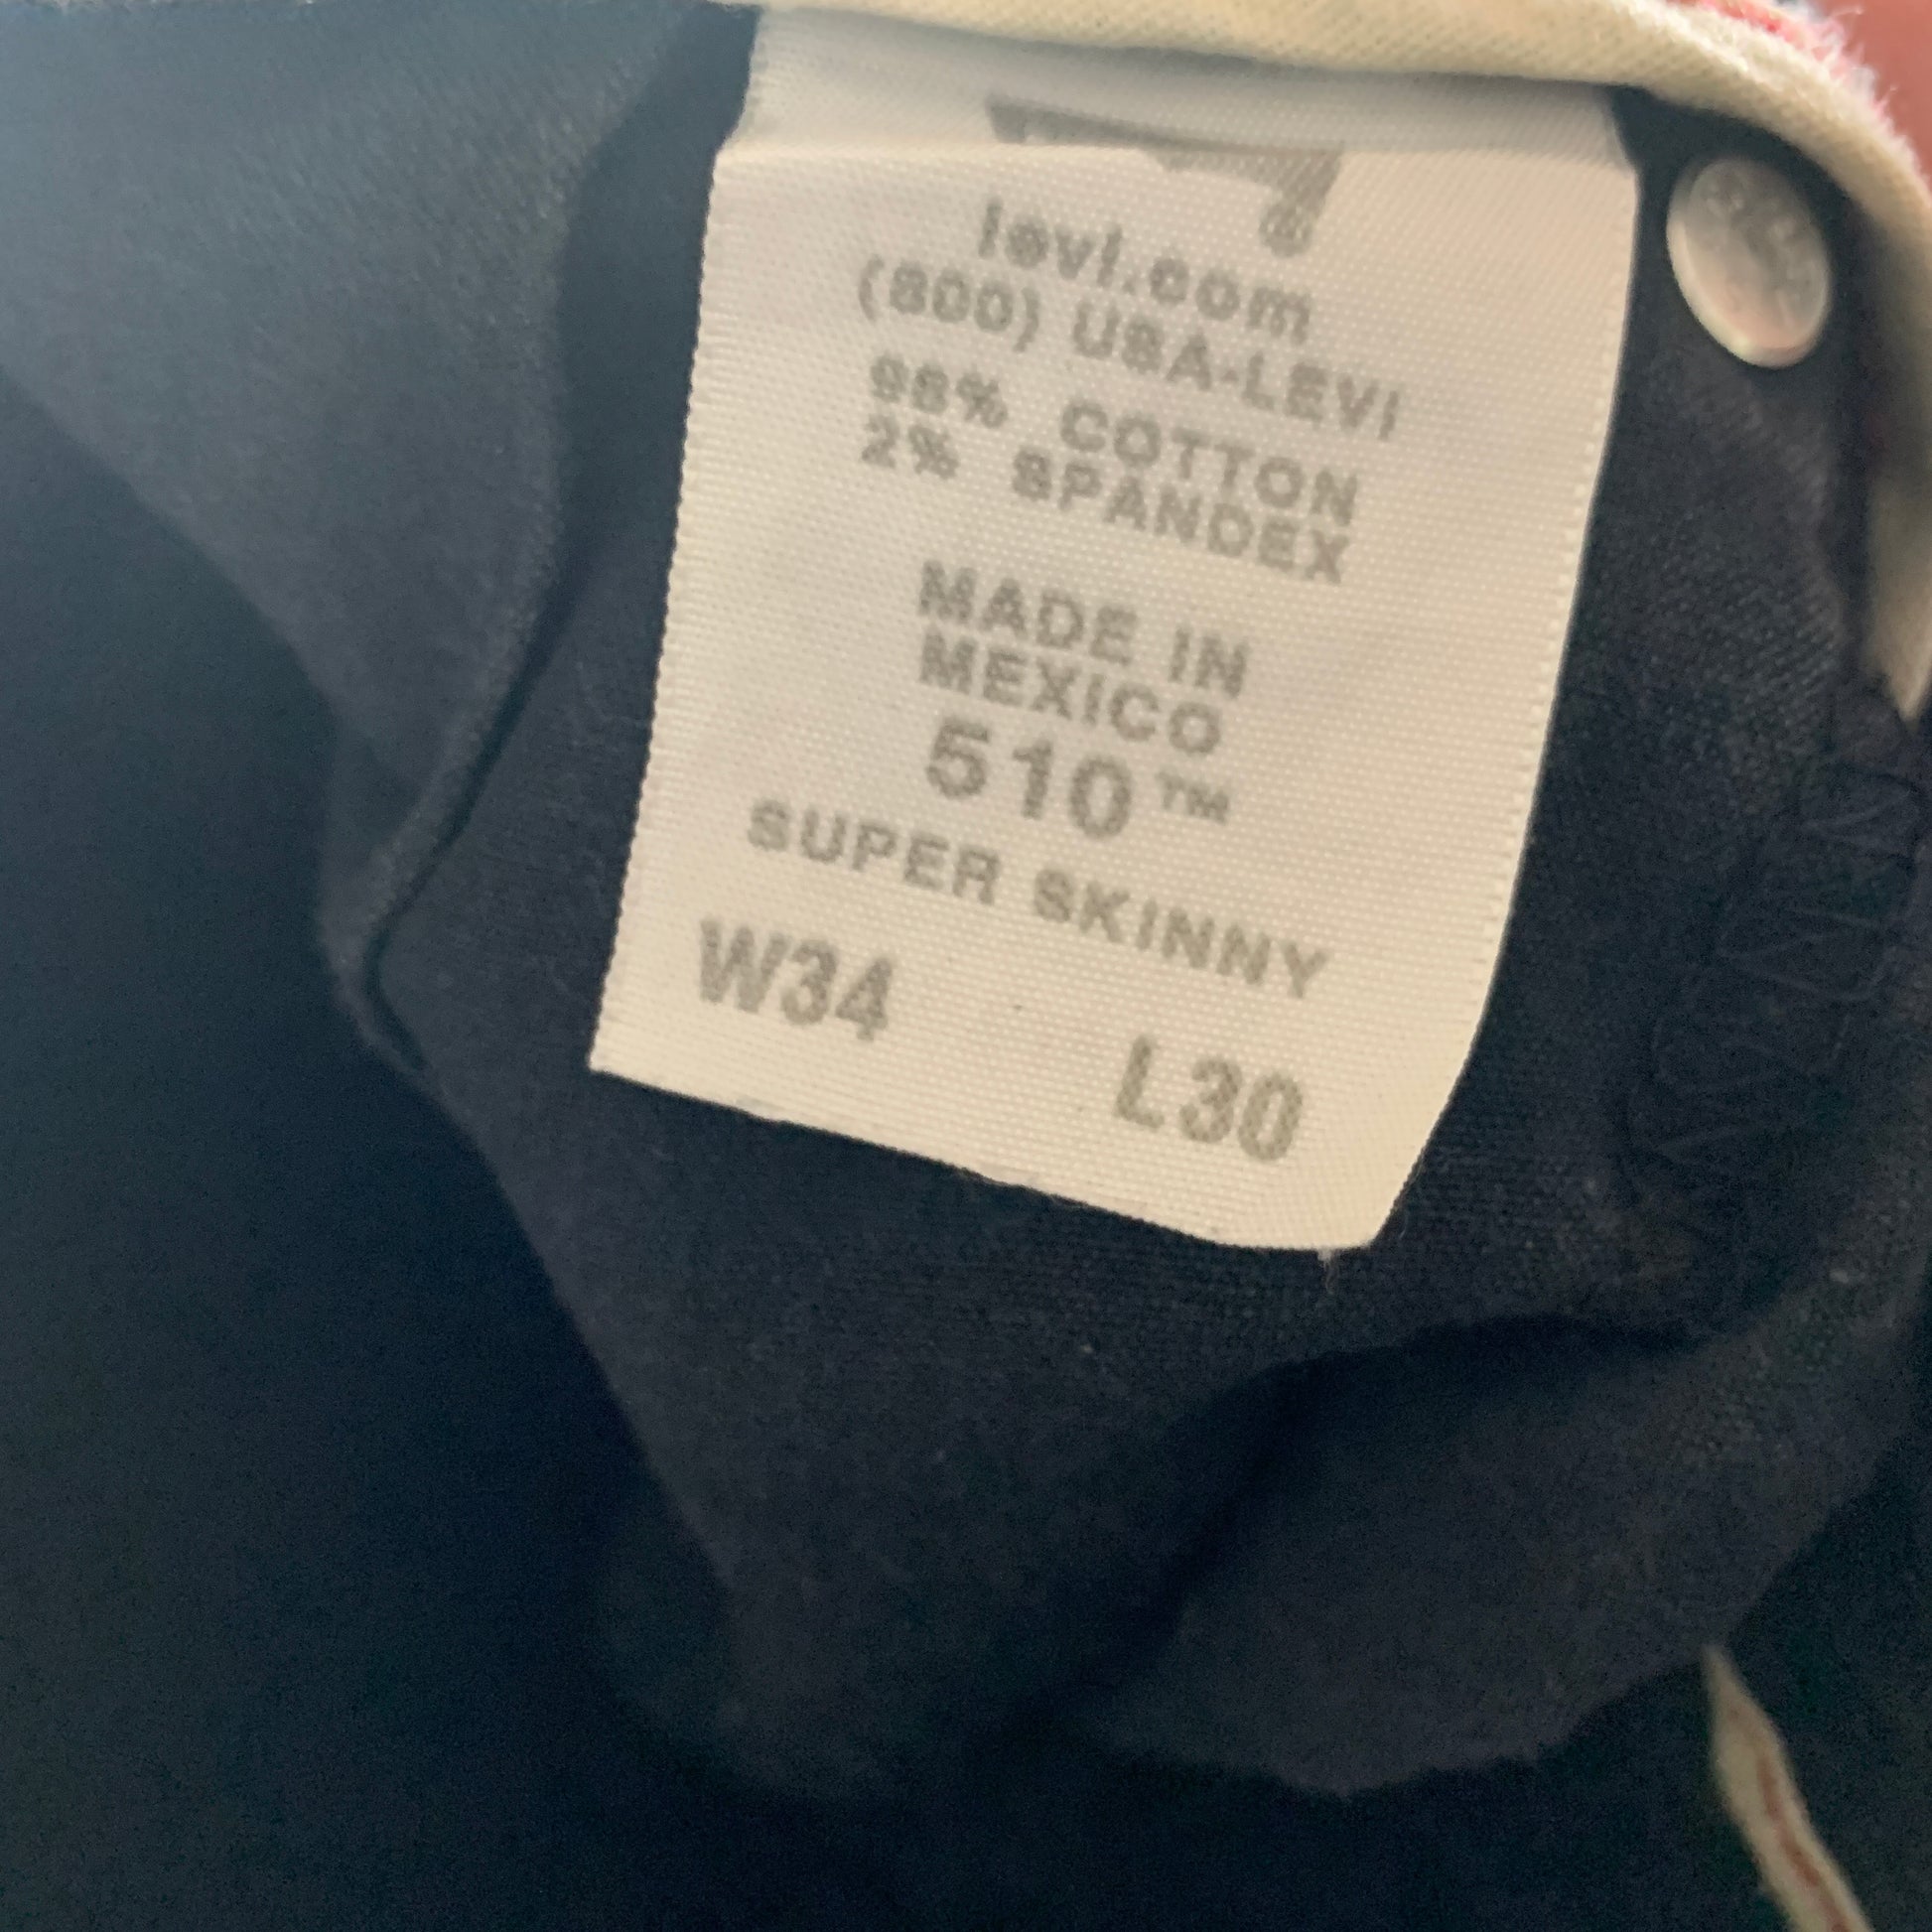 levi.com
(800) USA-LEVI
98% COTTON
2% SPANDEX
MADE IN
MEXICO
510™
SUPER SKINNY
W34 L30